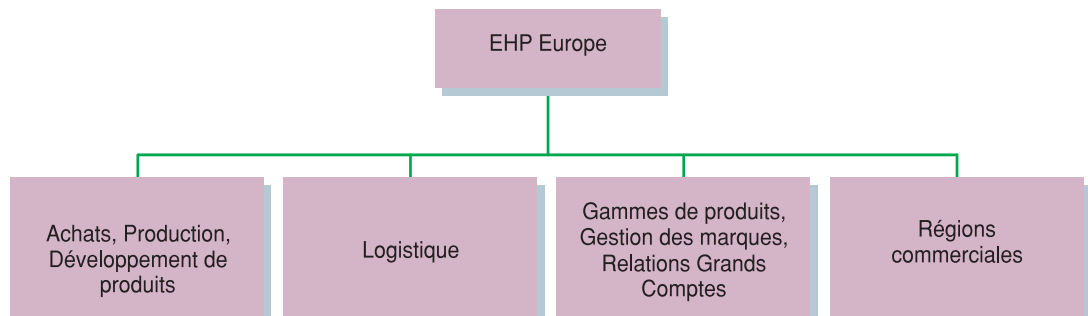 EHP Europe
Achats, Production,
Développement de
produits
Logistique
Gammes de produits,
Gestion des marques,
Relations Grands
Comptes
Régions
commerciales